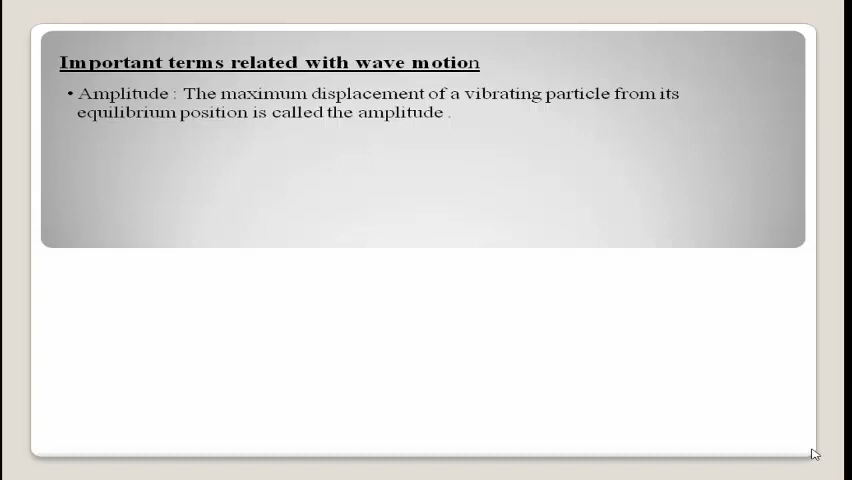 Important terms related with wave motion
• Amplitude : The maximum displacement of a vibrating particle from its
equilibrium position is called the amplitude .